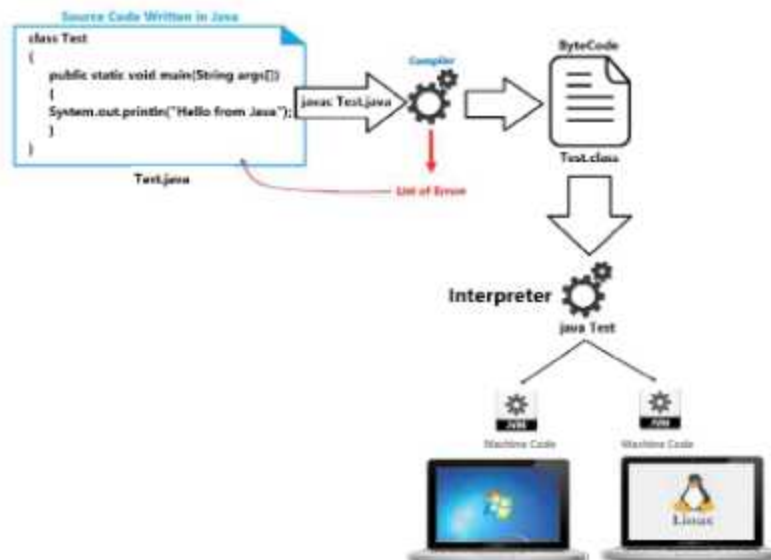 Source Code Written in Java
class Test
{
public static void main(String args[])
{
System.out.println("Hello from Java");
}
}
Test.java
javac Test.java
Compiler
List of Errors
ByteCode
Test.class
Interpreter
java Test
JVM
Machine Code
JVM
Machine Code
Linux